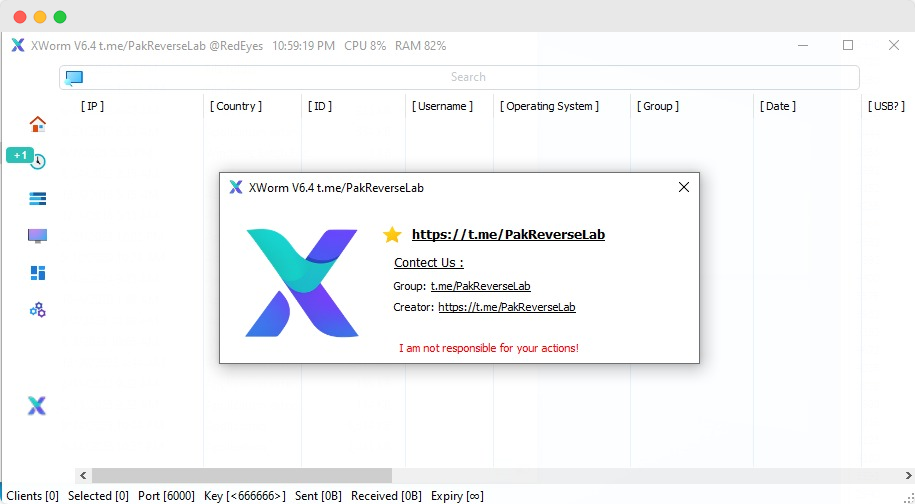 XWorm V6.4 t.me/PakReverseLab @RedEyes 10:59:19 PM CPU 8% RAM 82%
Search
[ IP ] [ Country ] [ ID ] [ Username ] [ Operating System ] [ Group ] [ Date ] [ USB? ]
+1
XWorm V6.4 t.me/PakReverseLab
https://t.me/PakReverseLab
Contect Us :
Group: t.me/PakReverseLab
Creator: https://t.me/PakReverseLab
I am not responsible for your actions!
Clients [0] Selected [0] Port [6000] Key [<666666>] Sent [0B] Received [0B] Expiry [∞]